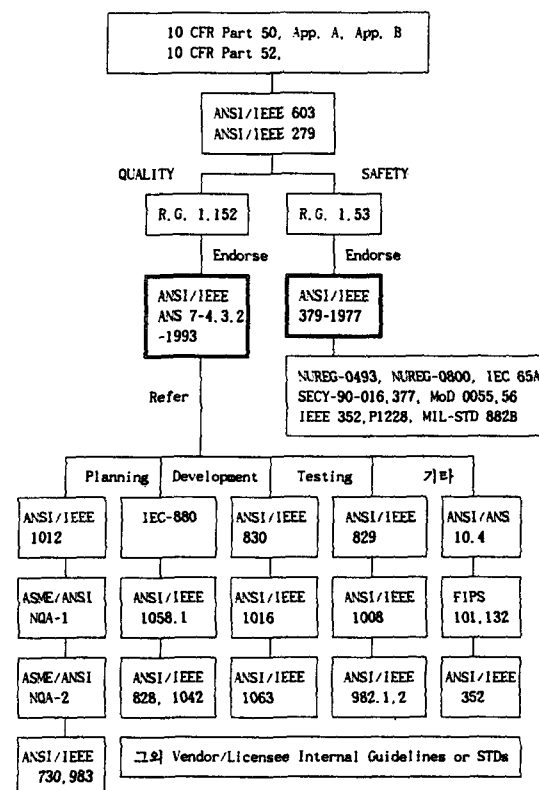 10 CFR Part 50, App. A, App. B
10 CFR Part 52,
ANSI/IEEE 603
ANSI/IEEE 279
QUALITY
SAFETY
R.G. 1.152
R.G. 1.53
Endorse
Endorse
ANSI/IEEE
ANS 7-4.3.2
-1993
ANSI/IEEE
379-1977
NUREG-0493, NUREG-0800, IEC 65A
SECY-90-016,377, MoD 0055,56
IEEE 352,P1228, MIL-STD 882B
Refer
Planning
Development
Testing
기타
ANSI/IEEE
1012
IEC-880
ANSI/IEEE
830
ANSI/IEEE
829
ANSI/ANS
10.4
ASME/ANSI
NQA-1
ANSI/IEEE
1058.1
ANSI/IEEE
1016
ANSI/IEEE
1008
FIPS
101,132
ASME/ANSI
NQA-2
ANSI/IEEE
828, 1042
ANSI/IEEE
1063
ANSI/IEEE
982.1,2
ANSI/IEEE
352
ANSI/IEEE
730,983
그외 Vendor/Licensee Internal Guidelines or STDs